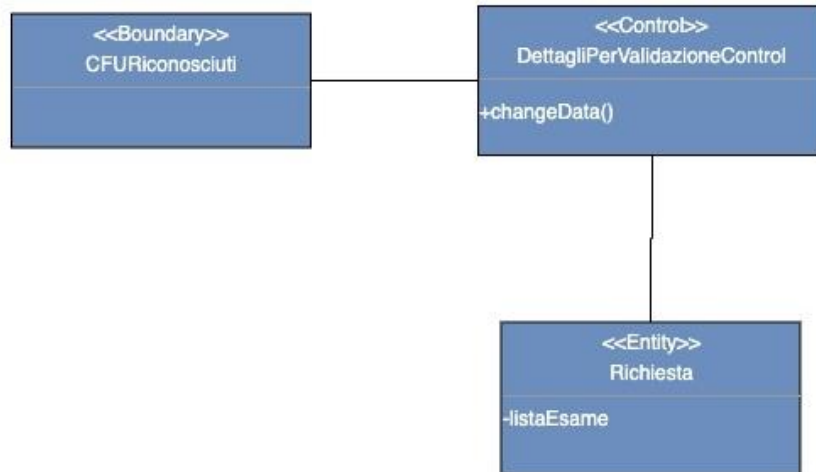 <<Boundary>>
CFURiconosciuti
<<Control>>
DettagliPerValidazioneControl
+changeData()
<<Entity>>
Richiesta
-listaEsame